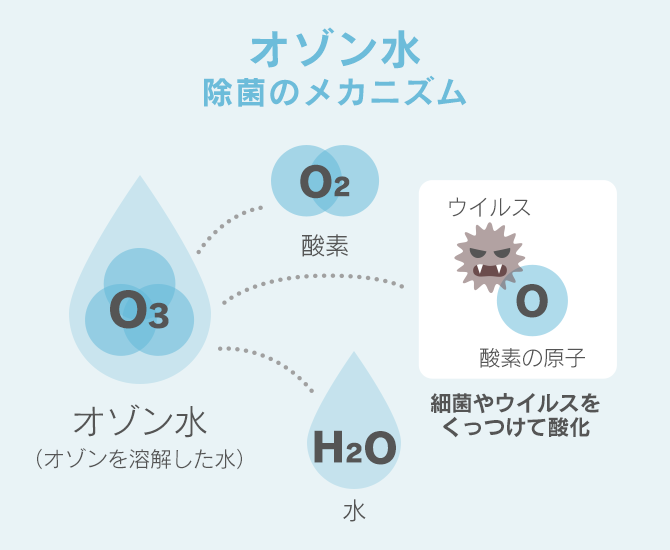 オゾン水
除菌のメカニズム
O2
酸素
ウイルス
O3
O
酸素の原子
細菌やウイルスを
くっつけて酸化
オゾン水
(オゾンを溶解した水)
H2O
水